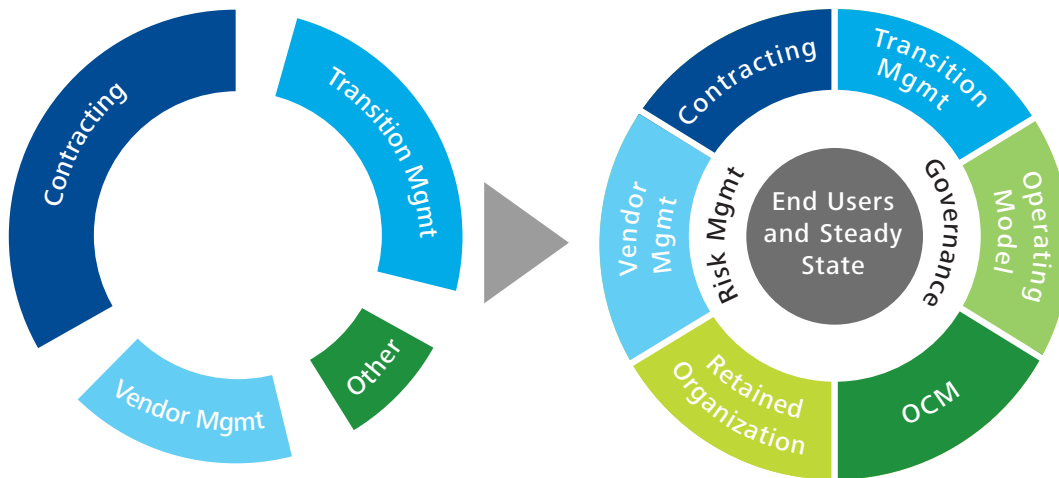 Contracting
Transition Mgmt
Vendor Mgmt
Other
Contracting
Transition
Mgmt
Operating
Model
OCM
Retained
Organization
Vendor
Mgmt
Risk Mgmt
Governance
End Users
and Steady
State